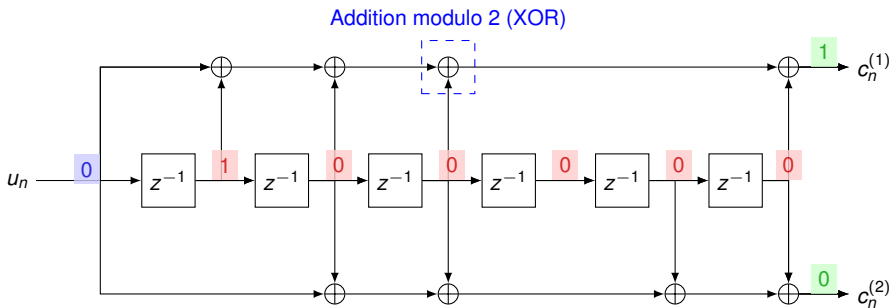 Addition modulo 2 (XOR)
1
c_n^{(1)}
u_n 0 z^{-1} 1 z^{-1} 0 z^{-1} 0 z^{-1} 0 z^{-1} 0 z^{-1} 0
0
c_n^{(2)}